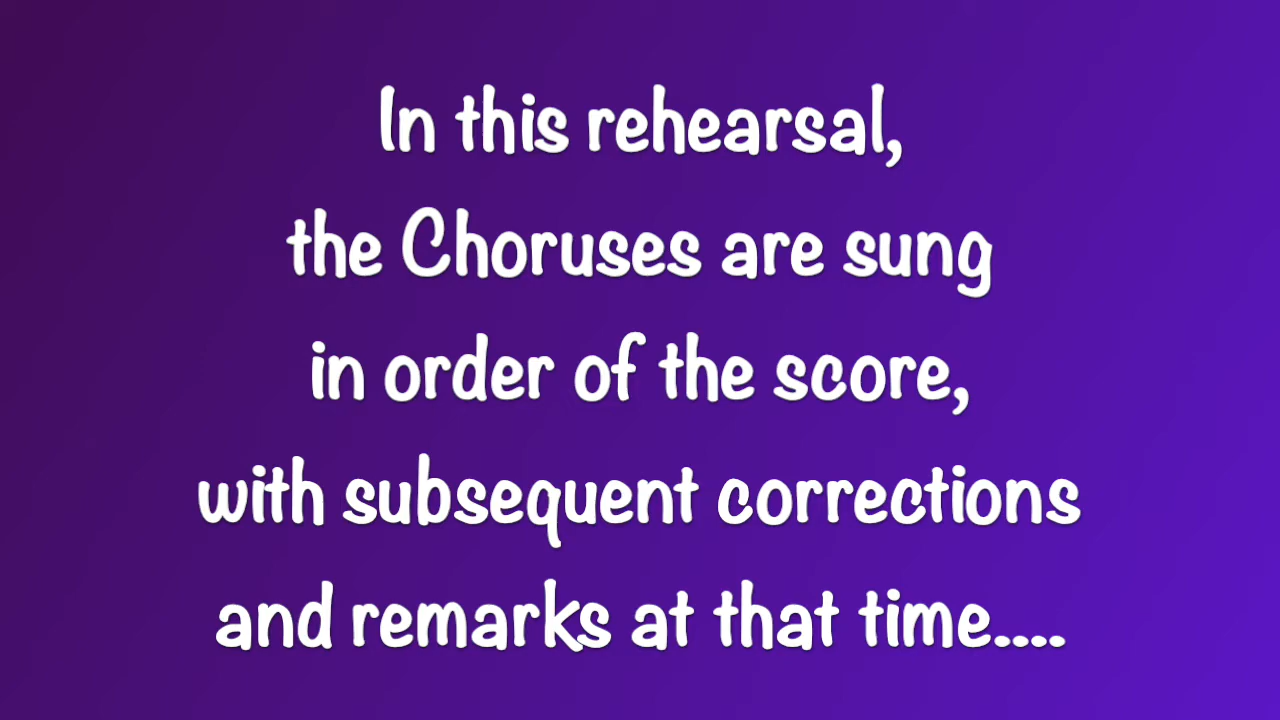 In this rehearsal,
the Choruses are sung
in order of the score,
with subsequent corrections
and remarks at that time....